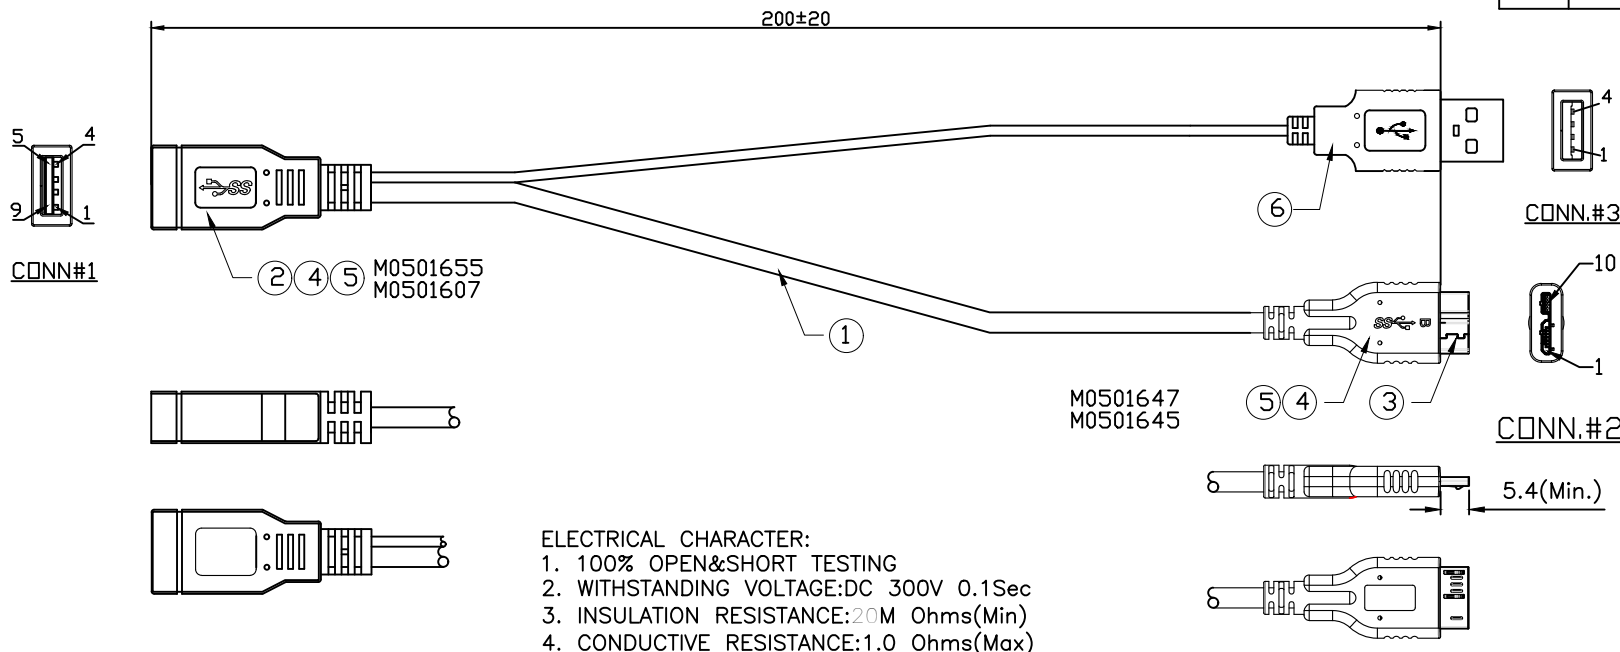 200±20
5 4
9 1
CONN#1
SS
2 4 5 M0501655
M0501607
1
6
4
1
CONN.#3
SS B
10
1
M0501647
M0501645
5 4
3
CONN.#2
5.4(Min.)
ELECTRICAL CHARACTER:
1. 100% OPEN&SHORT TESTING
2. WITHSTANDING VOLTAGE:DC 300V 0.1Sec
3. INSULATION RESISTANCE:20M Ohms(Min)
4. CONDUCTIVE RESISTANCE:1.0 Ohms(Max)